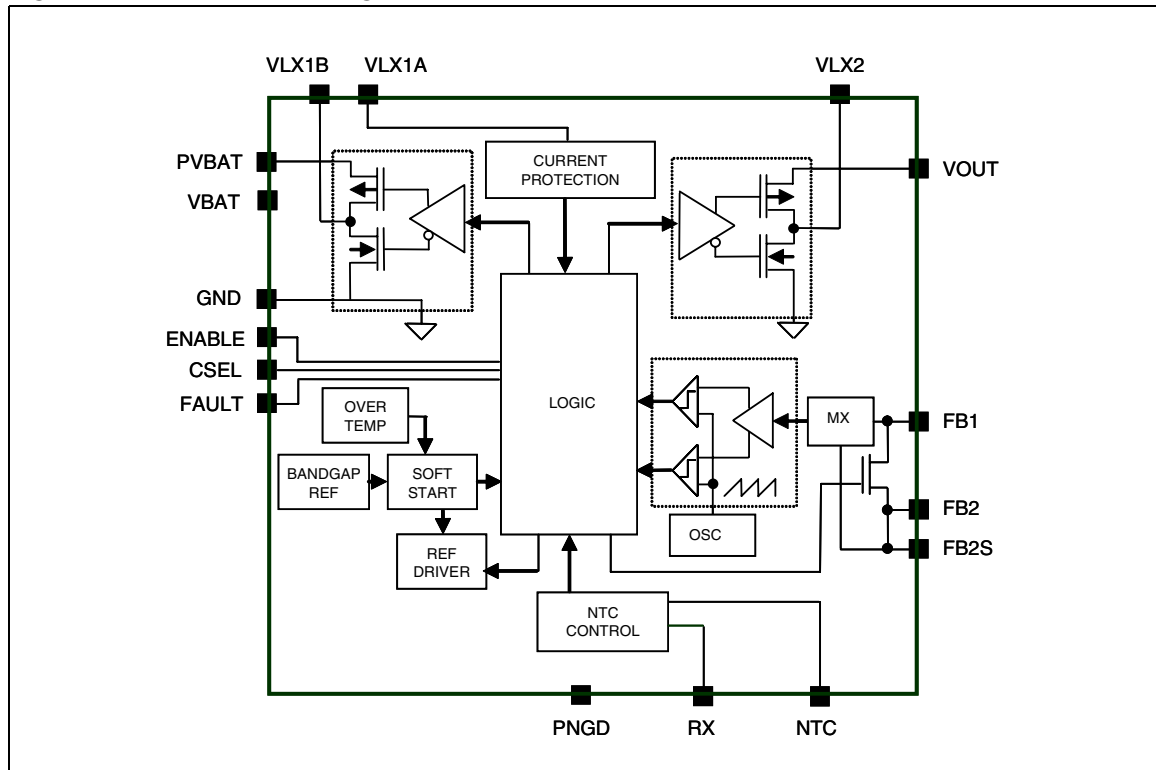 VLX1B
VLX1A
VLX2
PVBAT
VBAT
GND
ENABLE
CSEL
FAULT
CURRENT
PROTECTION
VOUT
LOGIC
OVER
TEMP
BANDGAP
REF
SOFT
START
REF
DRIVER
MX
OSC
FB1
FB2
FB2S
NTC
CONTROL
PNGD
RX
NTC